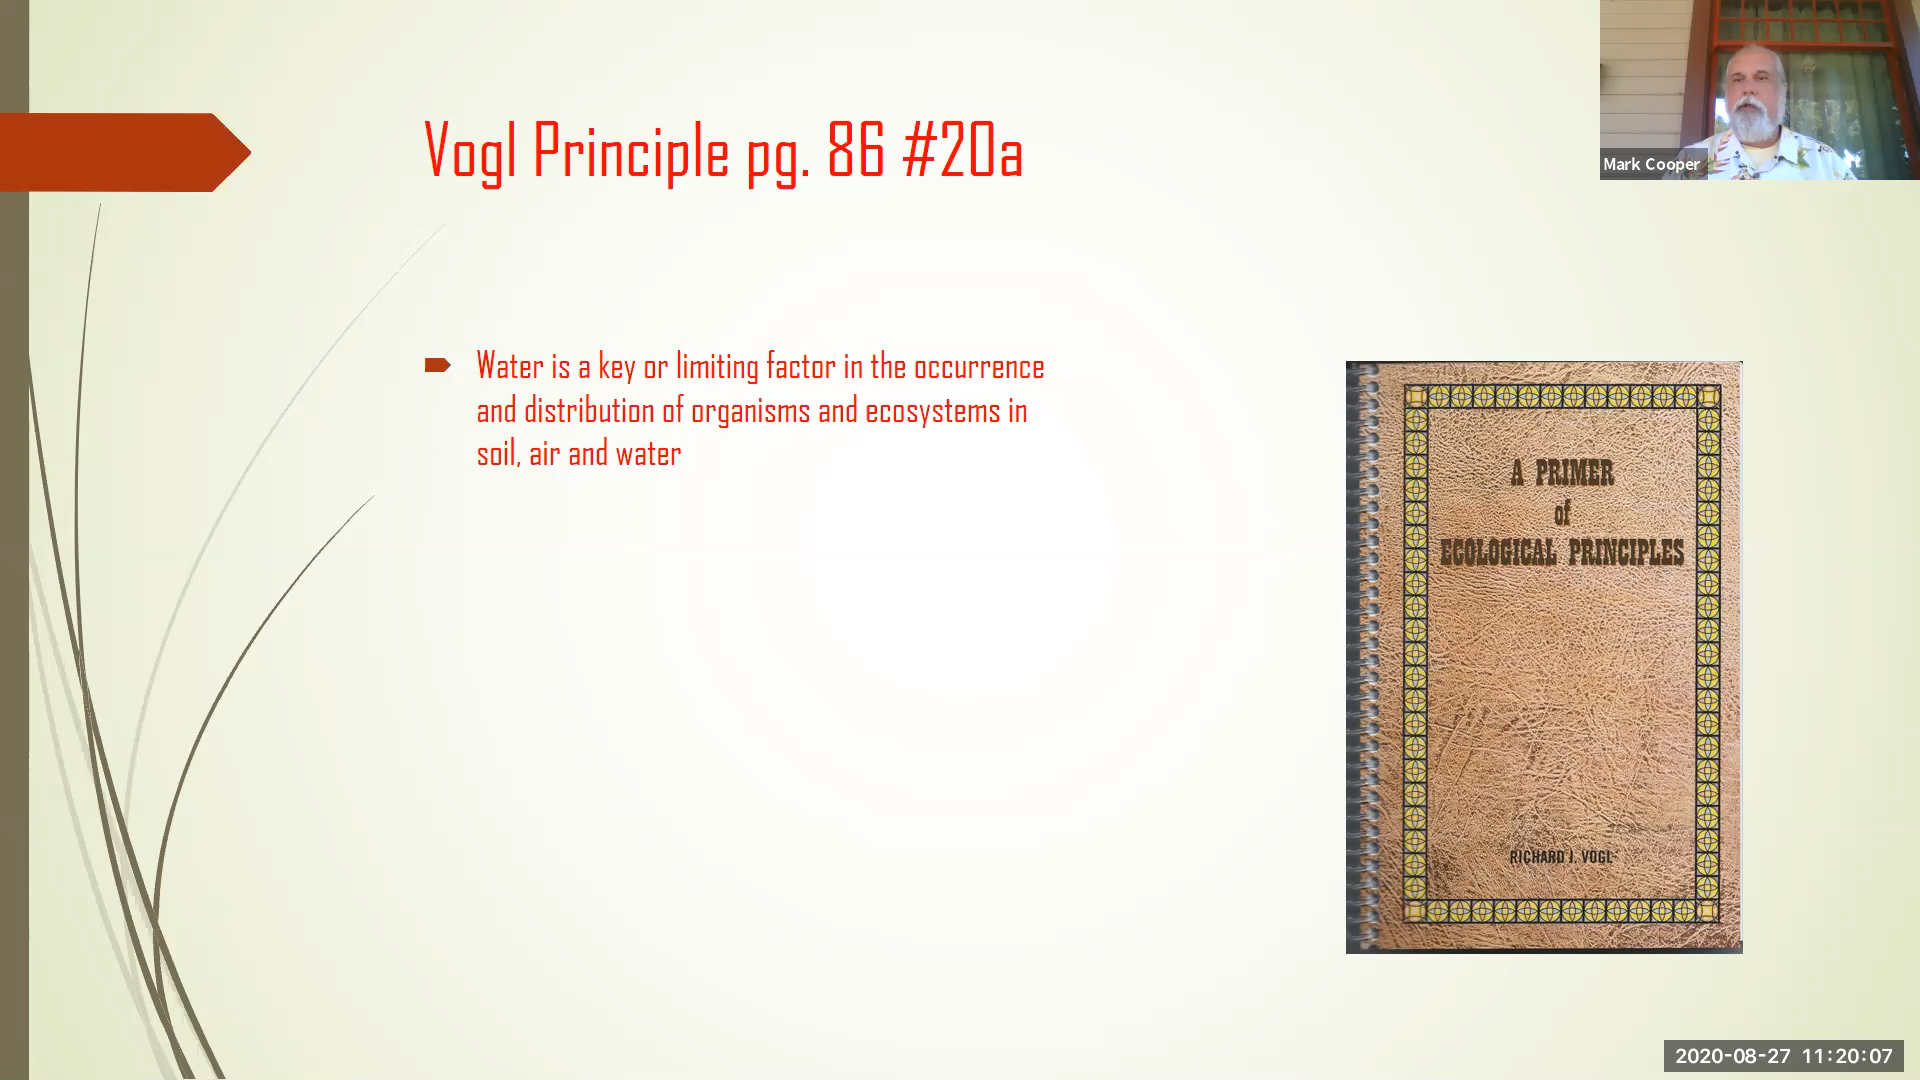 Vogl Principle pg. 86 #20a
Mark Cooper
Water is a key or limiting factor in the occurrence
and distribution of organisms and ecosystems in
soil, air and water
A PRIMER
of
ECOLOGICAL PRINCIPLES
RICHARD J. VOGL
2020-08-27 11:20:07